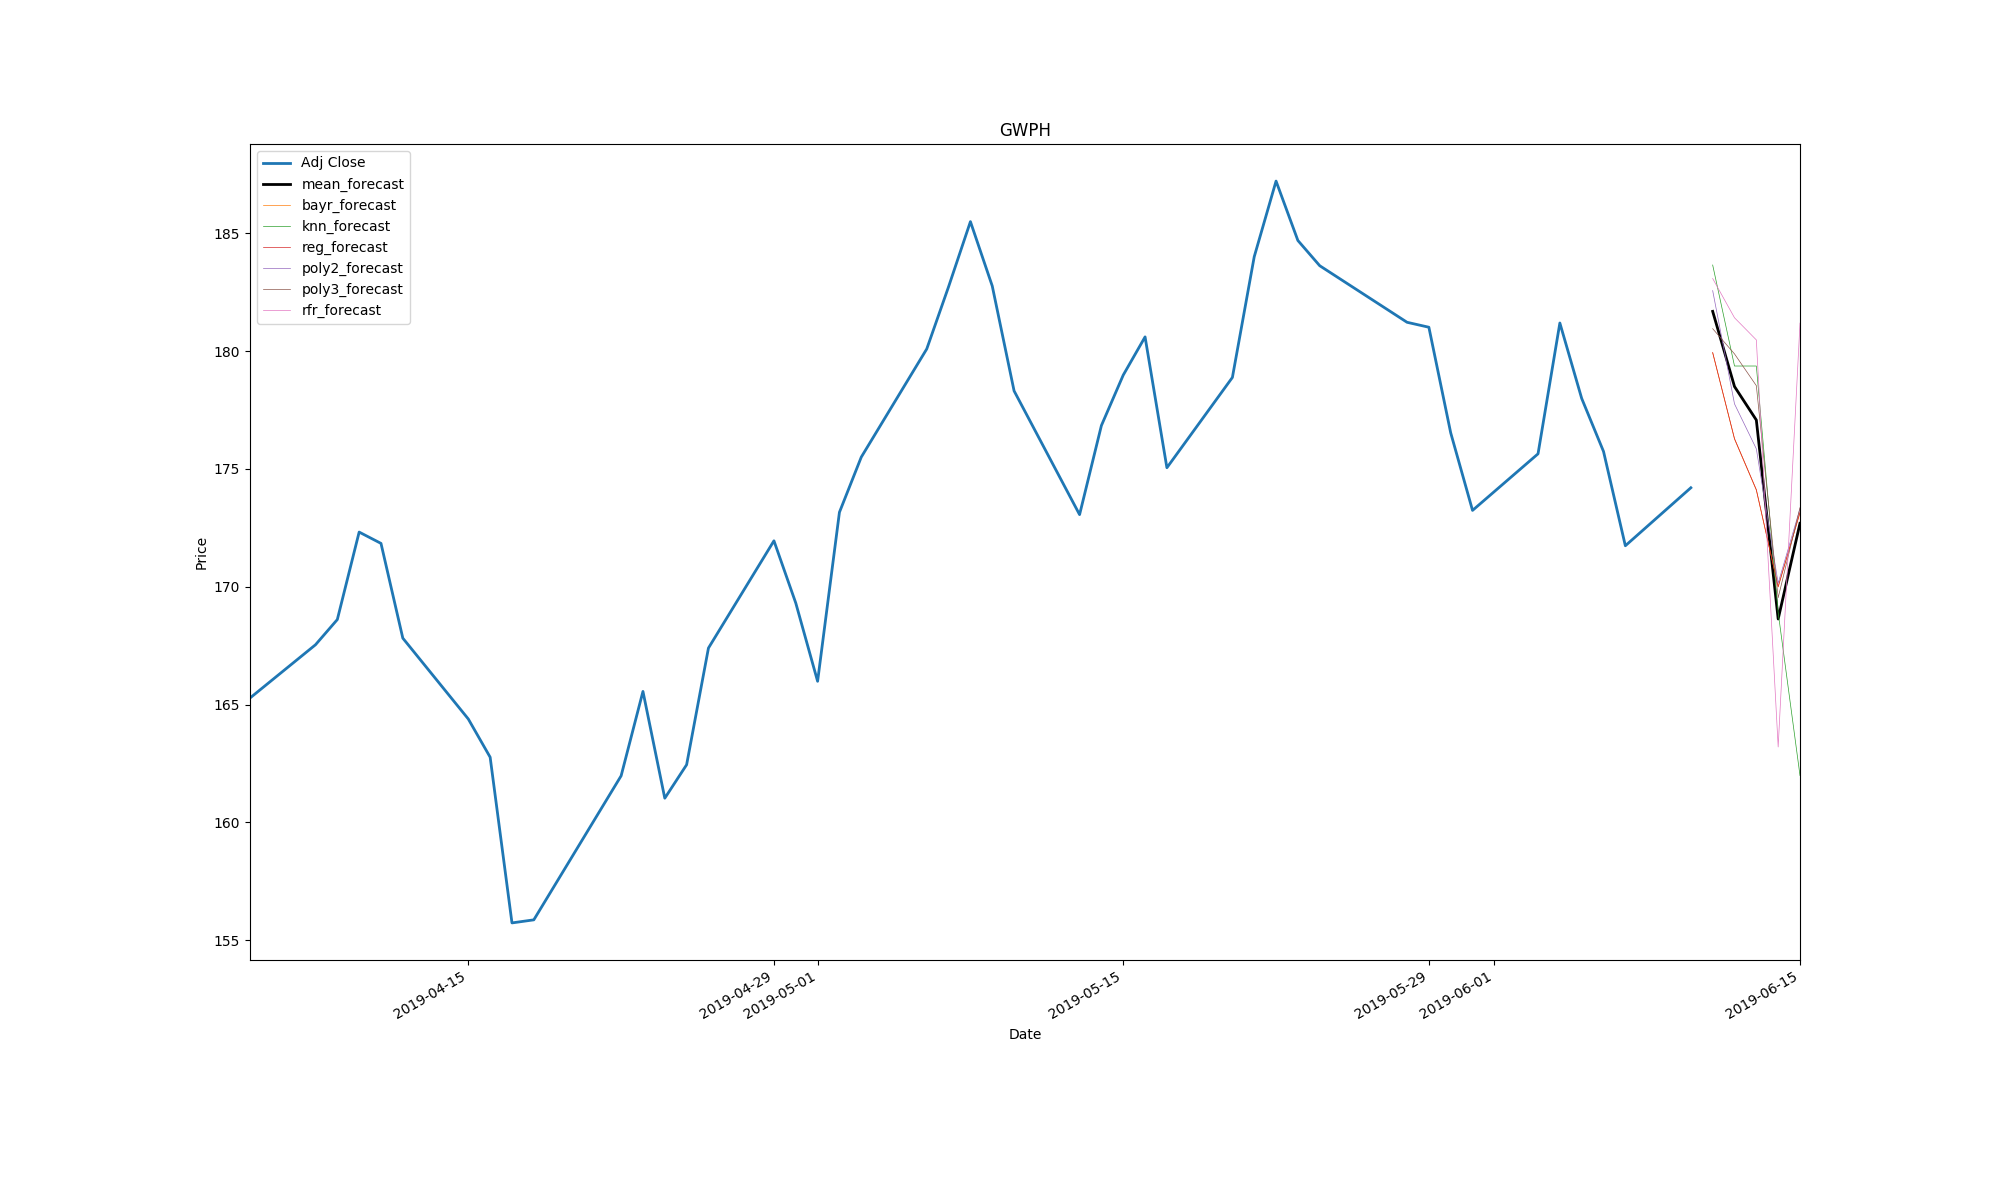 GWPH
Adj Close
mean_forecast
bayr_forecast
knn_forecast
reg_forecast
poly2_forecast
poly3_forecast
rfr_forecast
185
180
175
170
165
160
155
Price
2019-04-15
2019-04-29
2019-05-01
2019-05-15
2019-05-29
2019-06-01
2019-06-15
Date